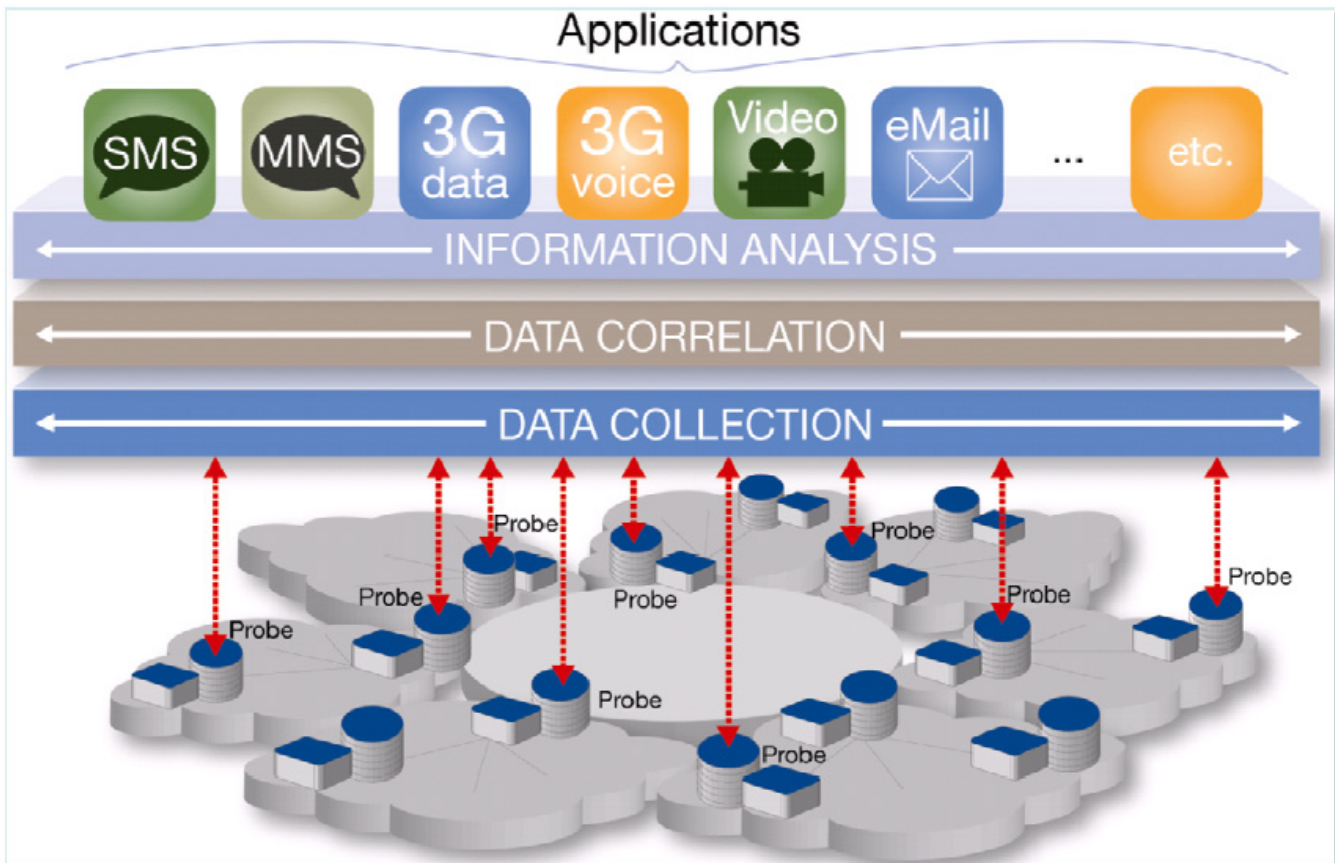 Applications
SMS
MMS
3G
data
3G
voice
Video
eMail
...
etc.
INFORMATION ANALYSIS
DATA CORRELATION
DATA COLLECTION
Probe
Probe
Probe
Probe
Probe
Probe
Probe
Probe
Probe